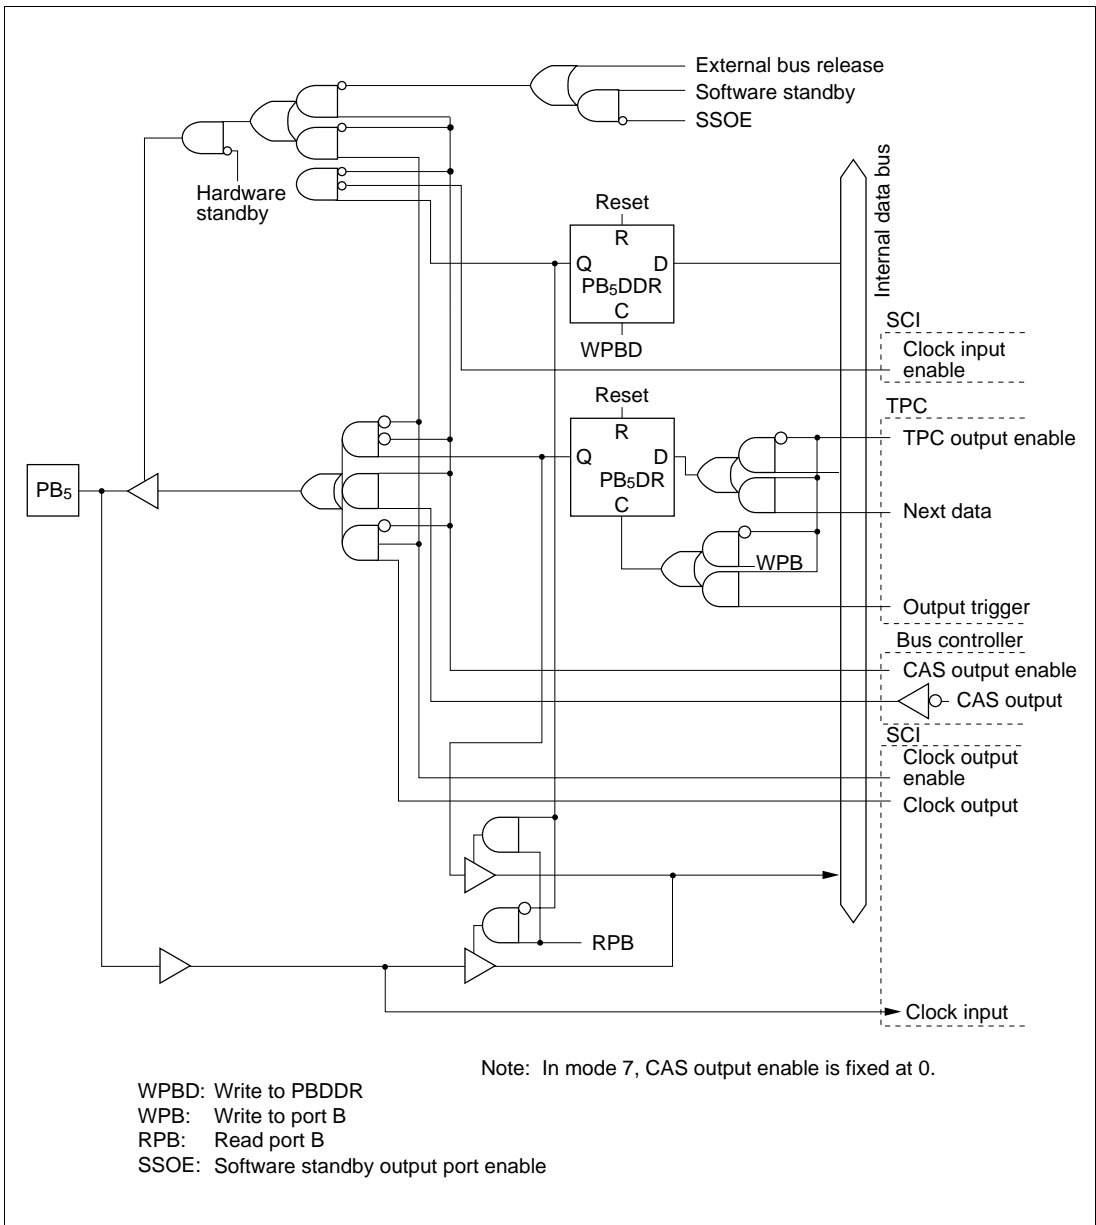 External bus release
Software standby
SSOE
Hardware
standby
Internal data bus
Reset
R
Q D
PB₅DDR
C
WPBD
SCI
Clock input
enable
Reset
R
Q D
PB₅DR
C
TPC
TPC output enable
Next data
WPB
Output trigger
PB₅
Bus controller
CAS output enable
CAS output
SCI
Clock output
enable
Clock output
RPB
Clock input
Note: In mode 7, CAS output enable is fixed at 0.
WPBD: Write to PBDDR
WPB: Write to port B
RPB: Read port B
SSOE: Software standby output port enable